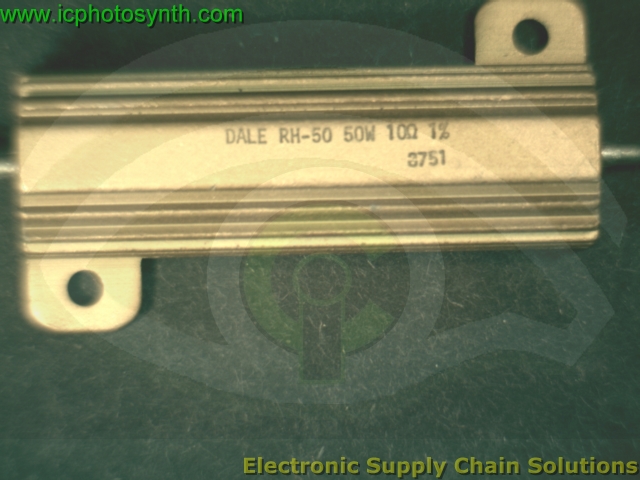 www.icphotosynth.com
DALE RH-50 50W 10Ω 1%
8751
Electronic Supply Chain Solutions